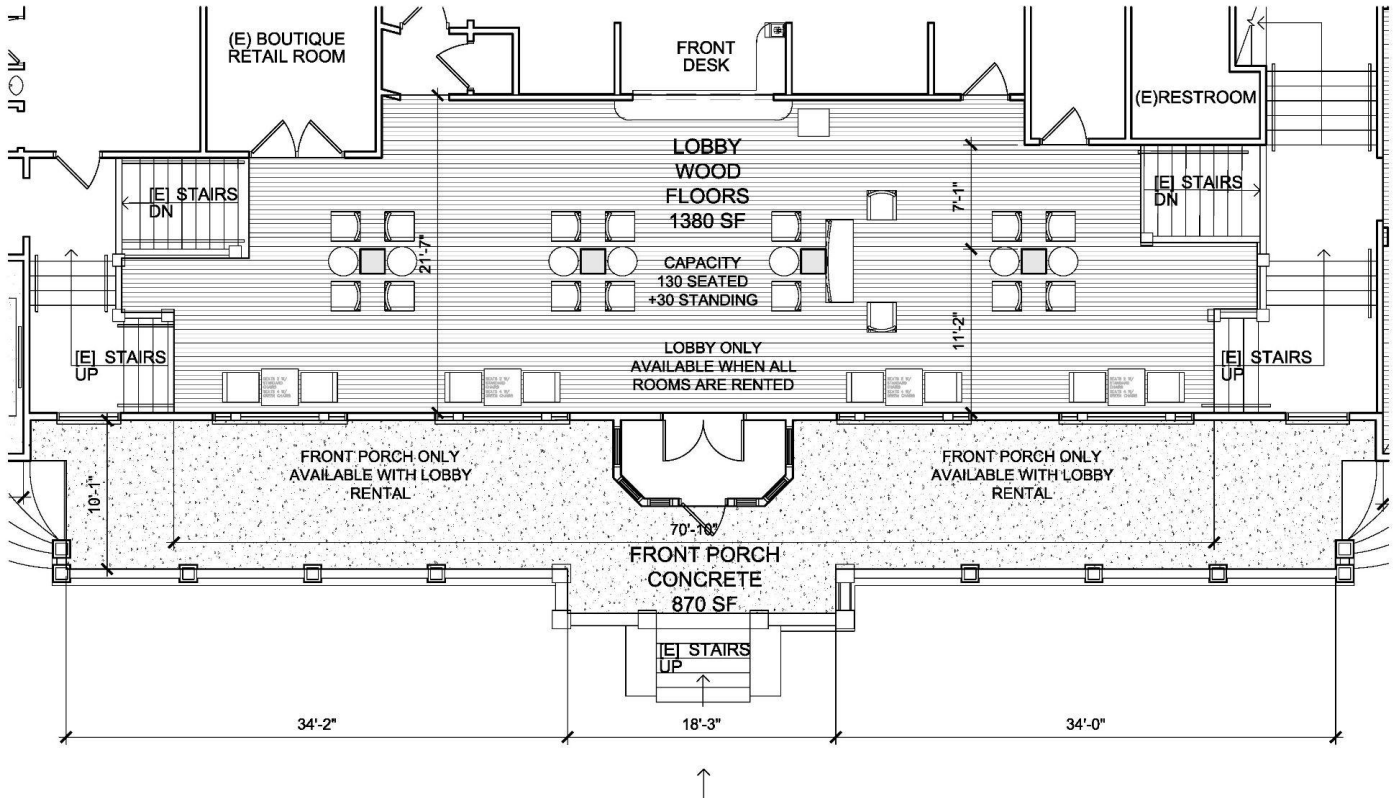 (E) BOUTIQUE
RETAIL ROOM
FRONT
DESK
(E)RESTROOM
LOBBY
WOOD
FLOORS
1380 SF
[E] STAIRS
DN
[E] STAIRS
DN
7'-1"
21'-7"
CAPACITY
130 SEATED
+30 STANDING
11'-2"
[E] STAIRS
UP
LOBBY ONLY
AVAILABLE WHEN ALL
ROOMS ARE RENTED
[E] STAIRS
UP
FRONT PORCH ONLY
AVAILABLE WITH LOBBY
RENTAL
FRONT PORCH ONLY
AVAILABLE WITH LOBBY
RENTAL
10'-1"
70'-10"
FRONT PORCH
CONCRETE
870 SF
[E] STAIRS
UP
34'-2"
18'-3"
34'-0"